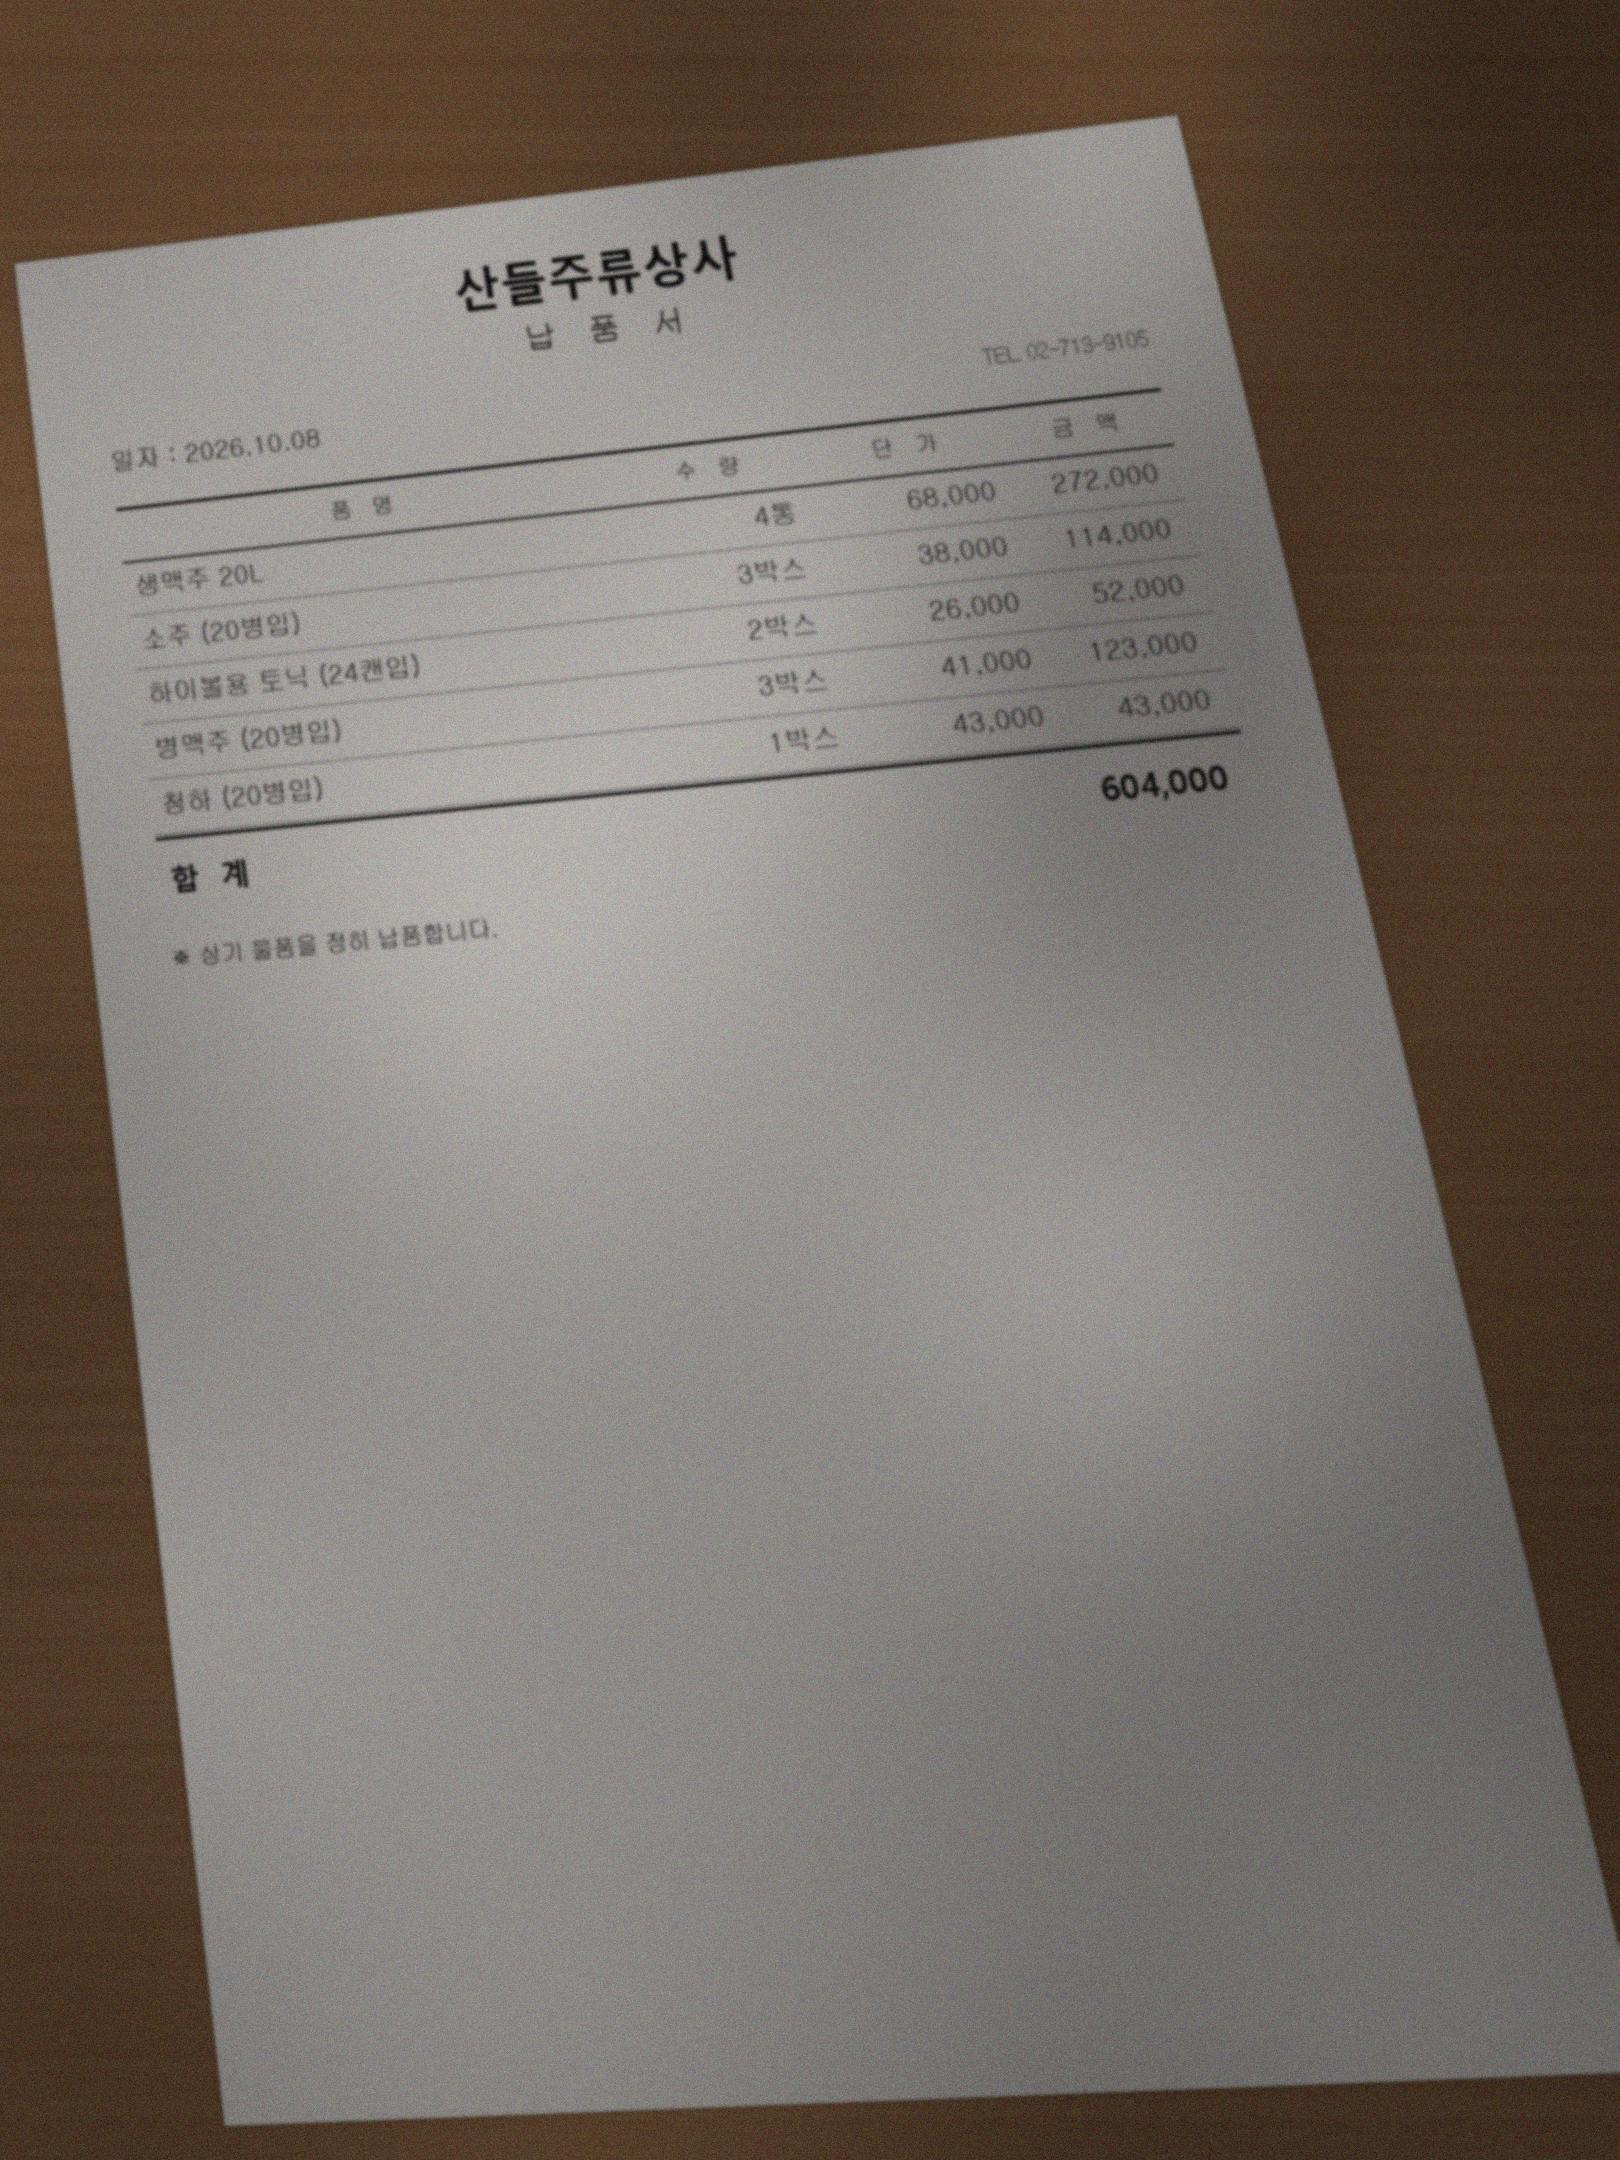 산들주류상사
납 품 서
TEL. 02-713-9105
일자 : 2026.10.08
품 명 수 량 단 가 금 액
생맥주 20L 4통 68,000 272,000
소주 (20병입) 3박스 38,000 114,000
하이볼용 토닉 (24캔입) 2박스 26,000 52,000
병맥주 (20병입) 3박스 41,000 123,000
청하 (20병입) 1박스 43,000 43,000
합 계 604,000
※ 상기 물품을 정히 납품합니다.